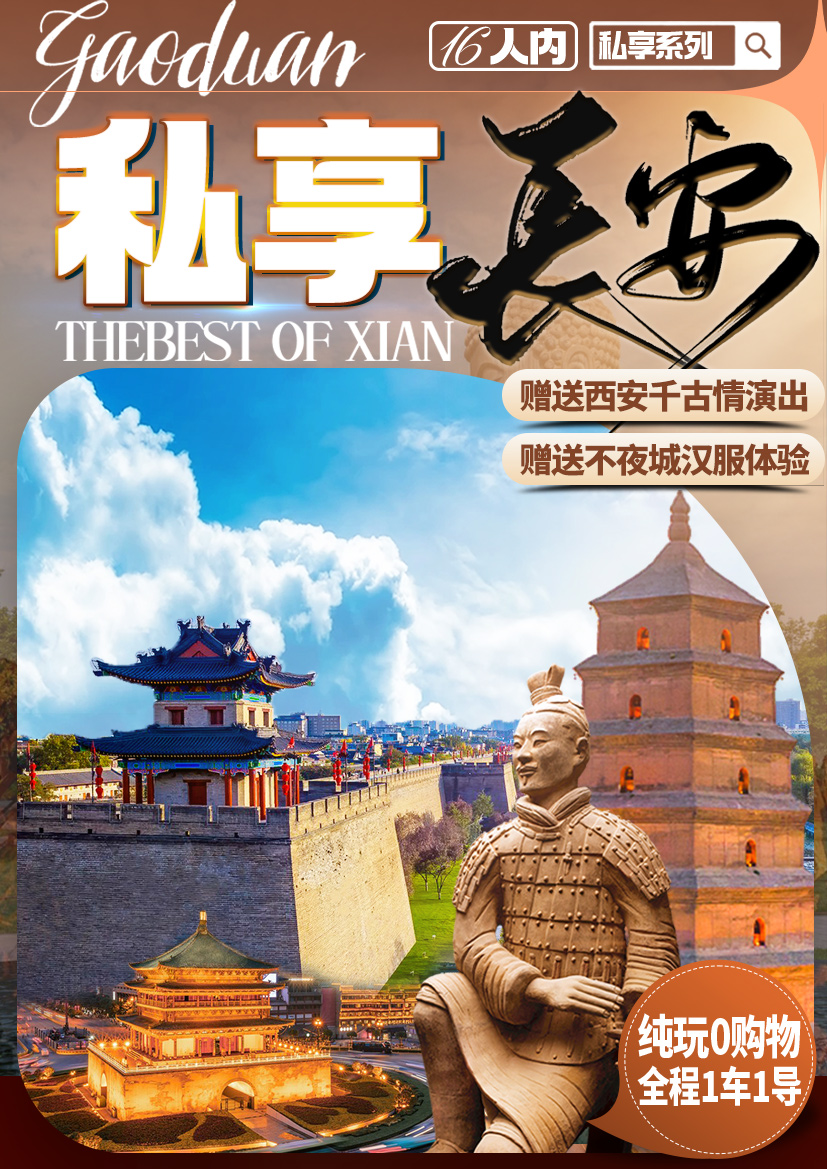 Gaoduan
16人内
私享系列
私享长安
THEBEST OF XIAN
赠送西安千古情演出
赠送不夜城汉服体验
纯玩0购物
全程1车1导